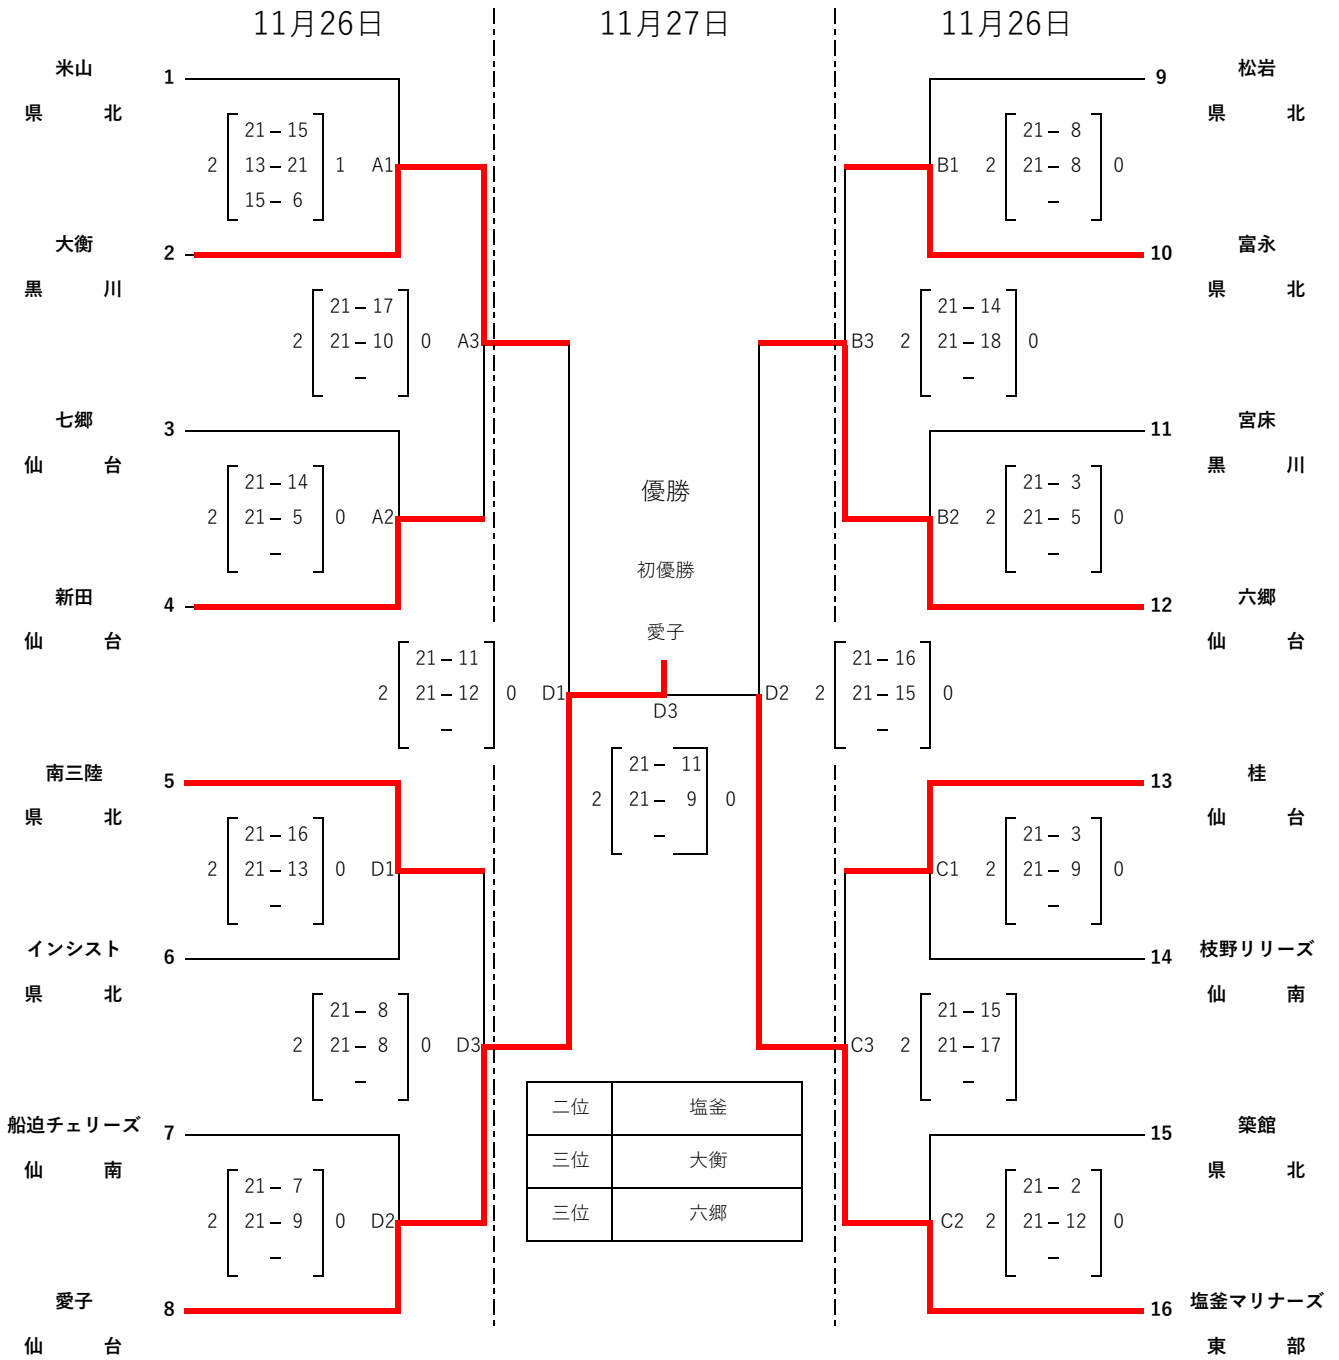 11月26日
11月27日
11月26日
米山
県 北
1
21 － 15
2 13 － 21 1 A1
15 － 6
大衡
黒 川
2
21 － 17
2 21 － 10 0 A3
－
七郷
仙 台
3
21 － 14
2 21 － 5 0 A2
－
新田
仙 台
4
21 － 11
2 21 － 12 0 D1
－
南三陸
県 北
5
21 － 16
2 21 － 13 0 D1
－
インシスト
県 北
6
21 － 8
2 21 － 8 0 D3
－
船迫チェリーズ
仙 南
7
21 － 7
2 21 － 9 0 D2
－
愛子
仙 台
8
優勝
初優勝
愛子
D3
21 － 11
2 21 － 9 0
－
二位 塩釜
三位 大衡
三位 六郷
9
松岩
県 北
21 － 8
B1 2 21 － 8 0
－
10
富永
県 北
21 － 14
B3 2 21 － 18 0
－
11
宮床
黒 川
21 － 3
B2 2 21 － 5 0
－
12
六郷
仙 台
21 － 16
D2 2 21 － 15 0
－
13
桂
仙 台
21 － 3
C1 2 21 － 9 0
－
14
枝野リリーズ
仙 南
21 － 15
C3 2 21 － 17
－
15
築館
県 北
21 － 2
C2 2 21 － 12 0
－
16
塩釜マリナーズ
東 部